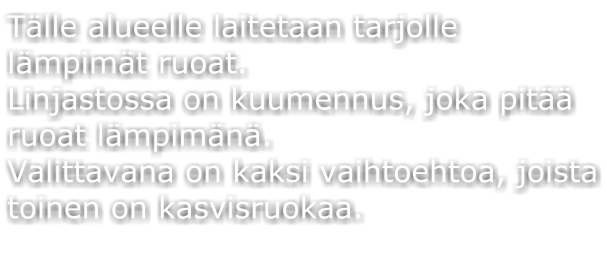 Tälle alueelle laitetaan tarjolle
lämpimät ruoat.
Linjastossa on kuumennus, joka pitää
ruoat lämpimänä.
Valittavana on kaksi vaihtoehtoa, joista
toinen on kasvisruokaa.